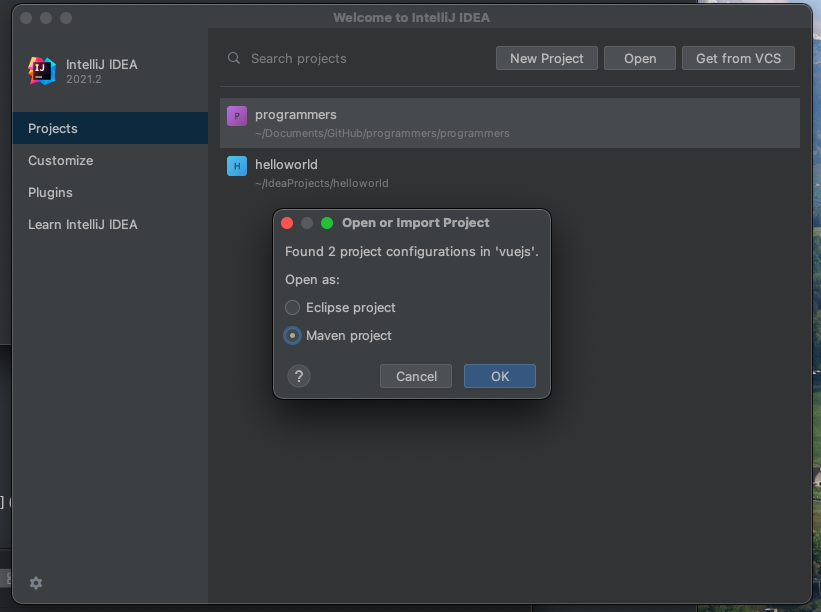 Welcome to IntelliJ IDEA
IJ
IntelliJ IDEA
2021.2
Search projects
New Project
Open
Get from VCS
Projects
Customize
Plugins
Learn IntelliJ IDEA
P
programmers
~/Documents/GitHub/programmers/programmers
H
helloworld
~/IdeaProjects/helloworld
Open or Import Project
Found 2 project configurations in 'vuejs'.
Open as:
Eclipse project
Maven project
?
Cancel
OK
] (